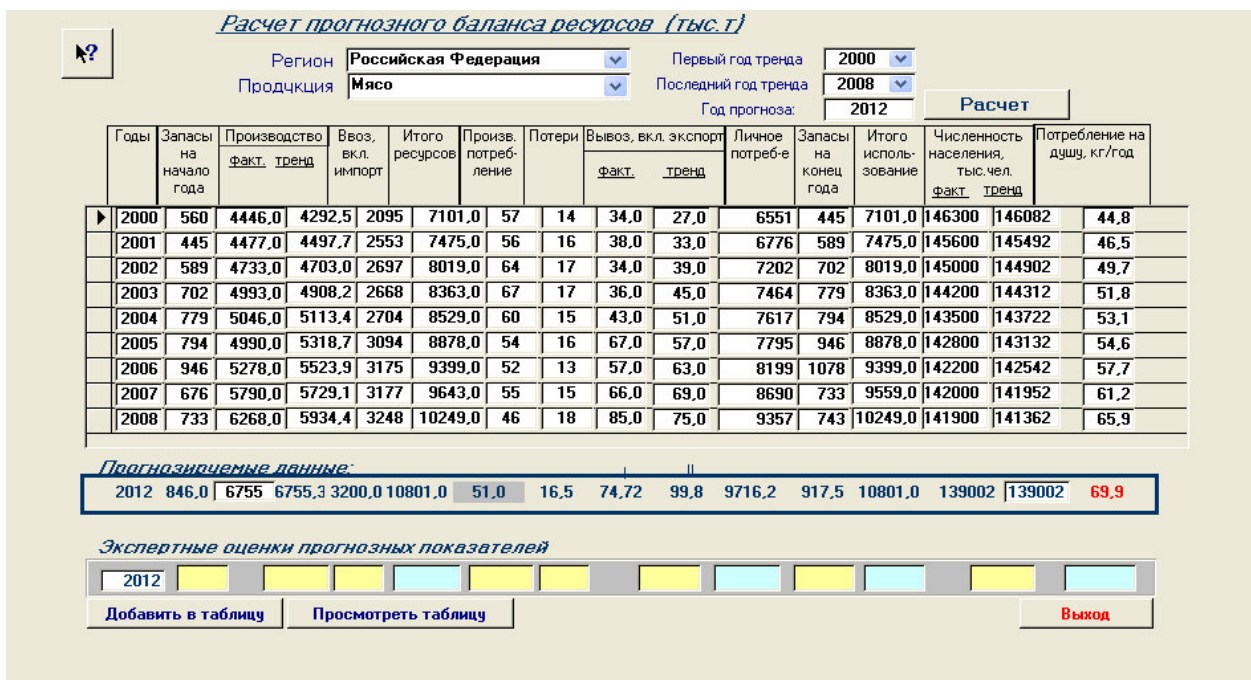 Расчет прогнозного баланса ресурсов (тыс.т)
?
Регион Российская Федерация Первый год тренда 2000
Продукция Мясо Последний год тренда 2008
Год прогноза: 2012 Расчет
Годы Запасы на начало года Производство факт. тренд Ввоз, вкл. импорт Итого ресурсов Произв. потреб-ление Потери Вывоз, вкл. экспорт факт. тренд Личное потреб-е Запасы на конец года Итого исполь-зование Численность населения, тыс.чел. факт тренд Потребление на душу, кг/год
2000 560 4446,0 4292,5 2095 7101,0 57 14 34,0 27,0 6551 445 7101,0 146300 146082 44,8
2001 445 4477,0 4497,7 2553 7475,0 56 16 38,0 33,0 6776 589 7475,0 145600 145492 46,5
2002 589 4733,0 4703,0 2697 8019,0 64 17 34,0 39,0 7202 702 8019,0 145000 144902 49,7
2003 702 4993,0 4908,2 2668 8363,0 67 17 36,0 45,0 7464 779 8363,0 144200 144312 51,8
2004 779 5046,0 5113,4 2704 8529,0 60 15 43,0 51,0 7617 794 8529,0 143500 143722 53,1
2005 794 4990,0 5318,7 3094 8878,0 54 16 67,0 57,0 7795 946 8878,0 142800 143132 54,6
2006 946 5278,0 5523,9 3175 9399,0 52 13 57,0 63,0 8199 1078 9399,0 142200 142542 57,7
2007 676 5790,0 5729,1 3177 9643,0 55 15 66,0 69,0 8690 733 9559,0 142000 141952 61,2
2008 733 6268,0 5934,4 3248 10249,0 46 18 85,0 75,0 9357 743 10249,0 141900 141362 65,9
Прогнозируемые данные: I II
2012 846,0 6755 6755,3 3200,0 10801,0 51,0 16,5 74,72 99,8 9716,2 917,5 10801,0 139002 139002 69,9
Экспертные оценки прогнозных показателей
2012
Добавить в таблицу Просмотреть таблицу Выход